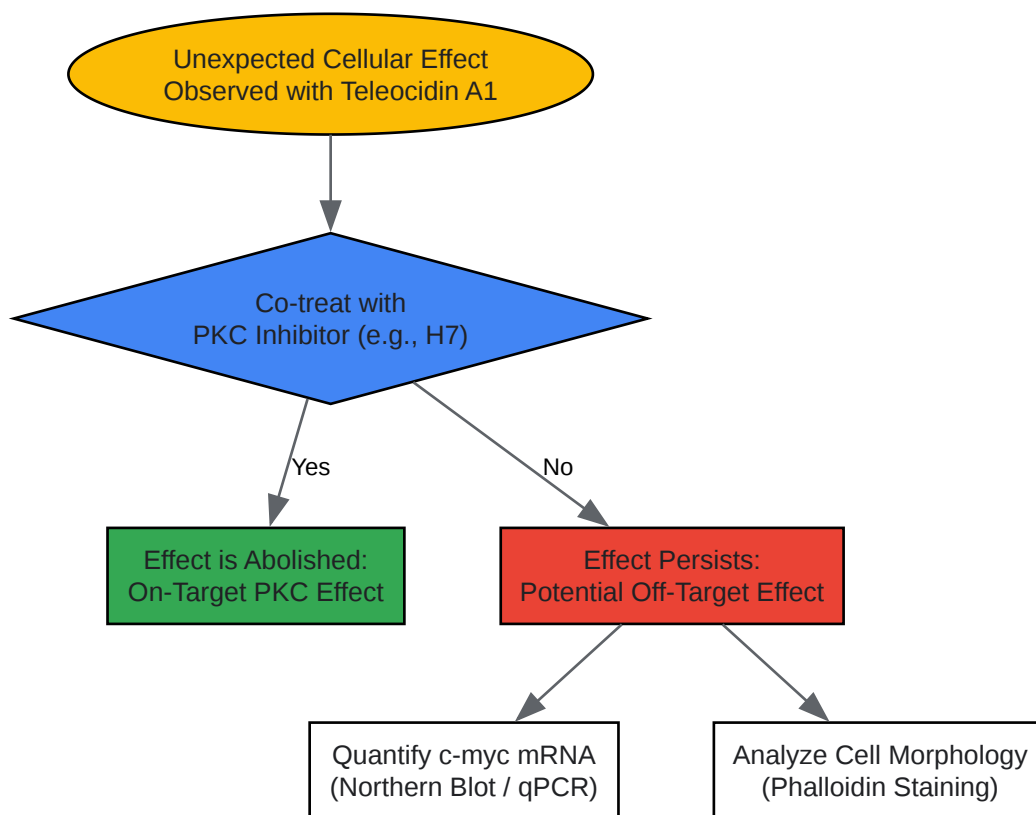 Unexpected Cellular Effect
Observed with Teleocidin A1
Co-treat with
PKC Inhibitor (e.g., H7)
Yes
No
Effect is Abolished:
On-Target PKC Effect
Effect Persists:
Potential Off-Target Effect
Quantify c-myc mRNA
(Northern Blot / qPCR)
Analyze Cell Morphology
(Phalloidin Staining)